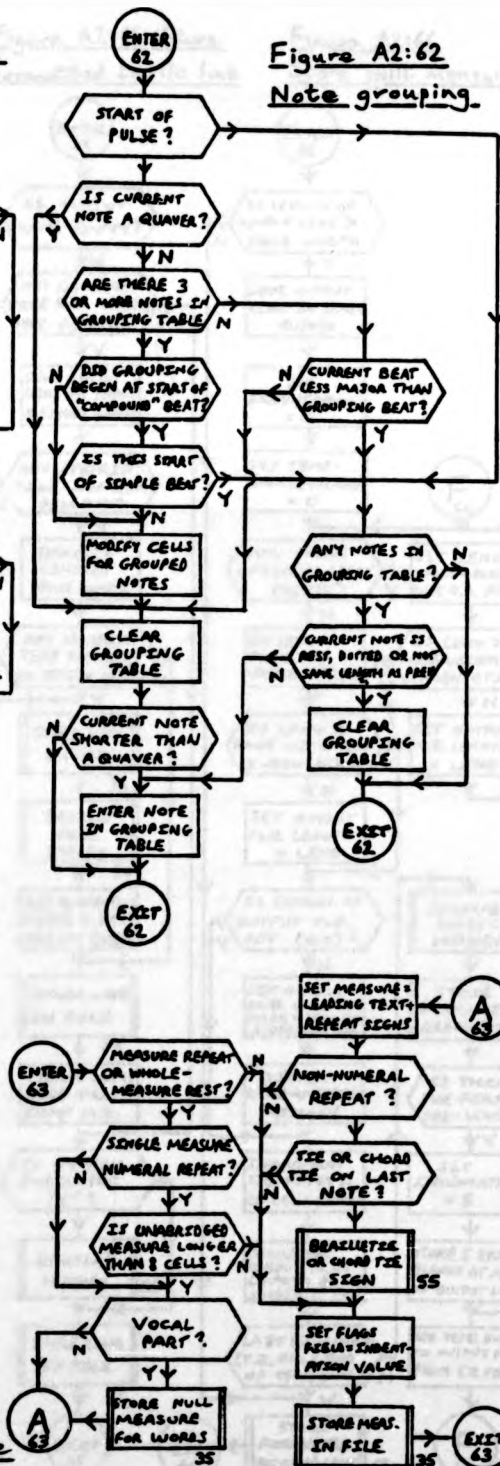 Figure A2:62
Note grouping
ENTER
62
START OF
PULSE?
IS CURRENT
NOTE A QUAVER?
Y
N
ARE THERE 3
OR MORE NOTES IN
GROUPING TABLE
N
Y
N
DID GROUPING
BEGIN AT START OF
"COMPOUND" BEAT?
Y
IS THIS START
OF SIMPLE BEAT?
Y
N
MODIFY CELLS
FOR GROUPED
NOTES
CLEAR
GROUPING
TABLE
N
CURRENT NOTE
SHORTER THAN
A QUAVER?
Y
ENTER NOTE
IN GROUPING
TABLE
EXIT
62
N
CURRENT BEAT
LESS MAJOR THAN
GROUPING BEAT?
Y
ANY NOTES IN
GROUPING TABLE?
N
Y
CURRENT NOTE IS
REST, DOTTED OR NOT
SAME LENGTH AS PREV
N
Y
CLEAR
GROUPING
TABLE
EXIT
62
ENTER
63
MEASURE REPEAT
OR WHOLE-
MEASURE REST?
N
Y
SINGLE MEASURE
NUMERAL REPEAT?
N
Y
IS UNABRIDGED
MEASURE LONGER
THAN 8 CELLS?
N
Y
VOCAL
PART?
N
Y
STORE NULL
MEASURE
FOR WORDS
35
A
63
A
63
SET MEASURE=
LEADING TEXT+
REPEAT SIGNS
NON-NUMERAL
REPEAT?
N
Y
TIE OR CHORD
TIE ON LAST
NOTE?
N
Y
BRAILLE TIE
OR CHORD TIE
SIGN
55
SET FLAGS
FIELD=INDENT-
ATION VALUE
STORE MEAS.
IN FILE
35
EXIT
63